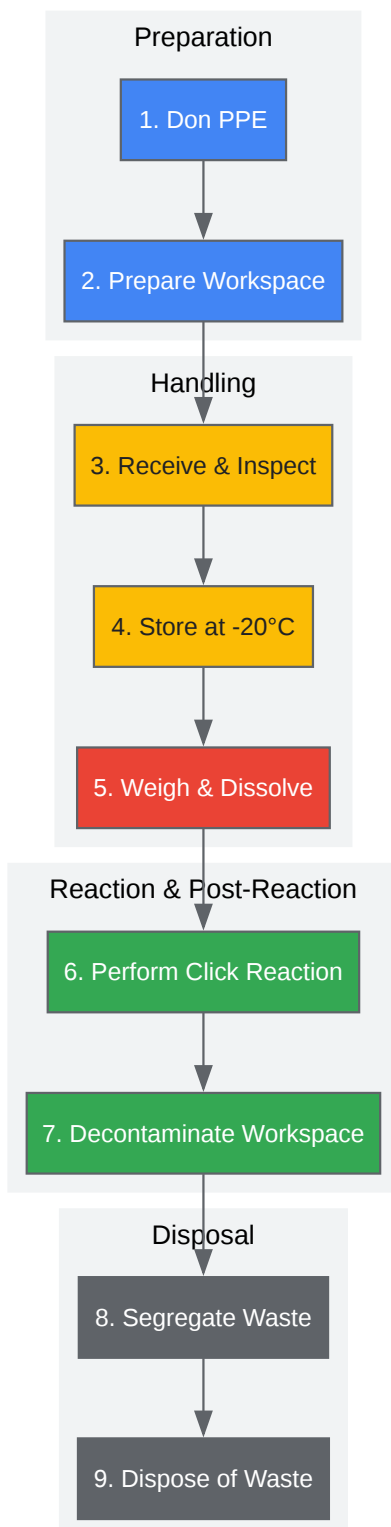 Preparation
1. Don PPE
2. Prepare Workspace
Handling
3. Receive & Inspect
4. Store at -20°C
5. Weigh & Dissolve
Reaction & Post-Reaction
6. Perform Click Reaction
7. Decontaminate Workspace
Disposal
8. Segregate Waste
9. Dispose of Waste